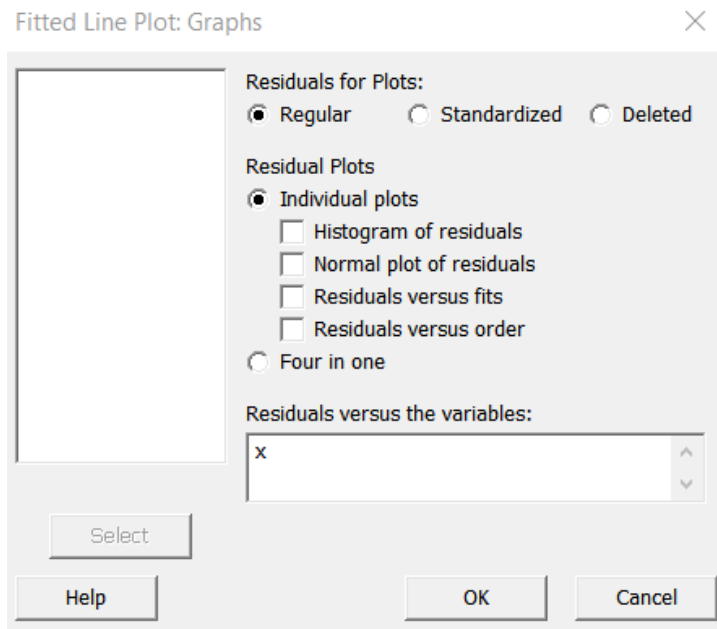 Fitted Line Plot: Graphs
Residuals for Plots:
Regular Standardized Deleted
Residual Plots
Individual plots
Histogram of residuals
Normal plot of residuals
Residuals versus fits
Residuals versus order
Four in one
Residuals versus the variables:
x
Select
Help OK Cancel